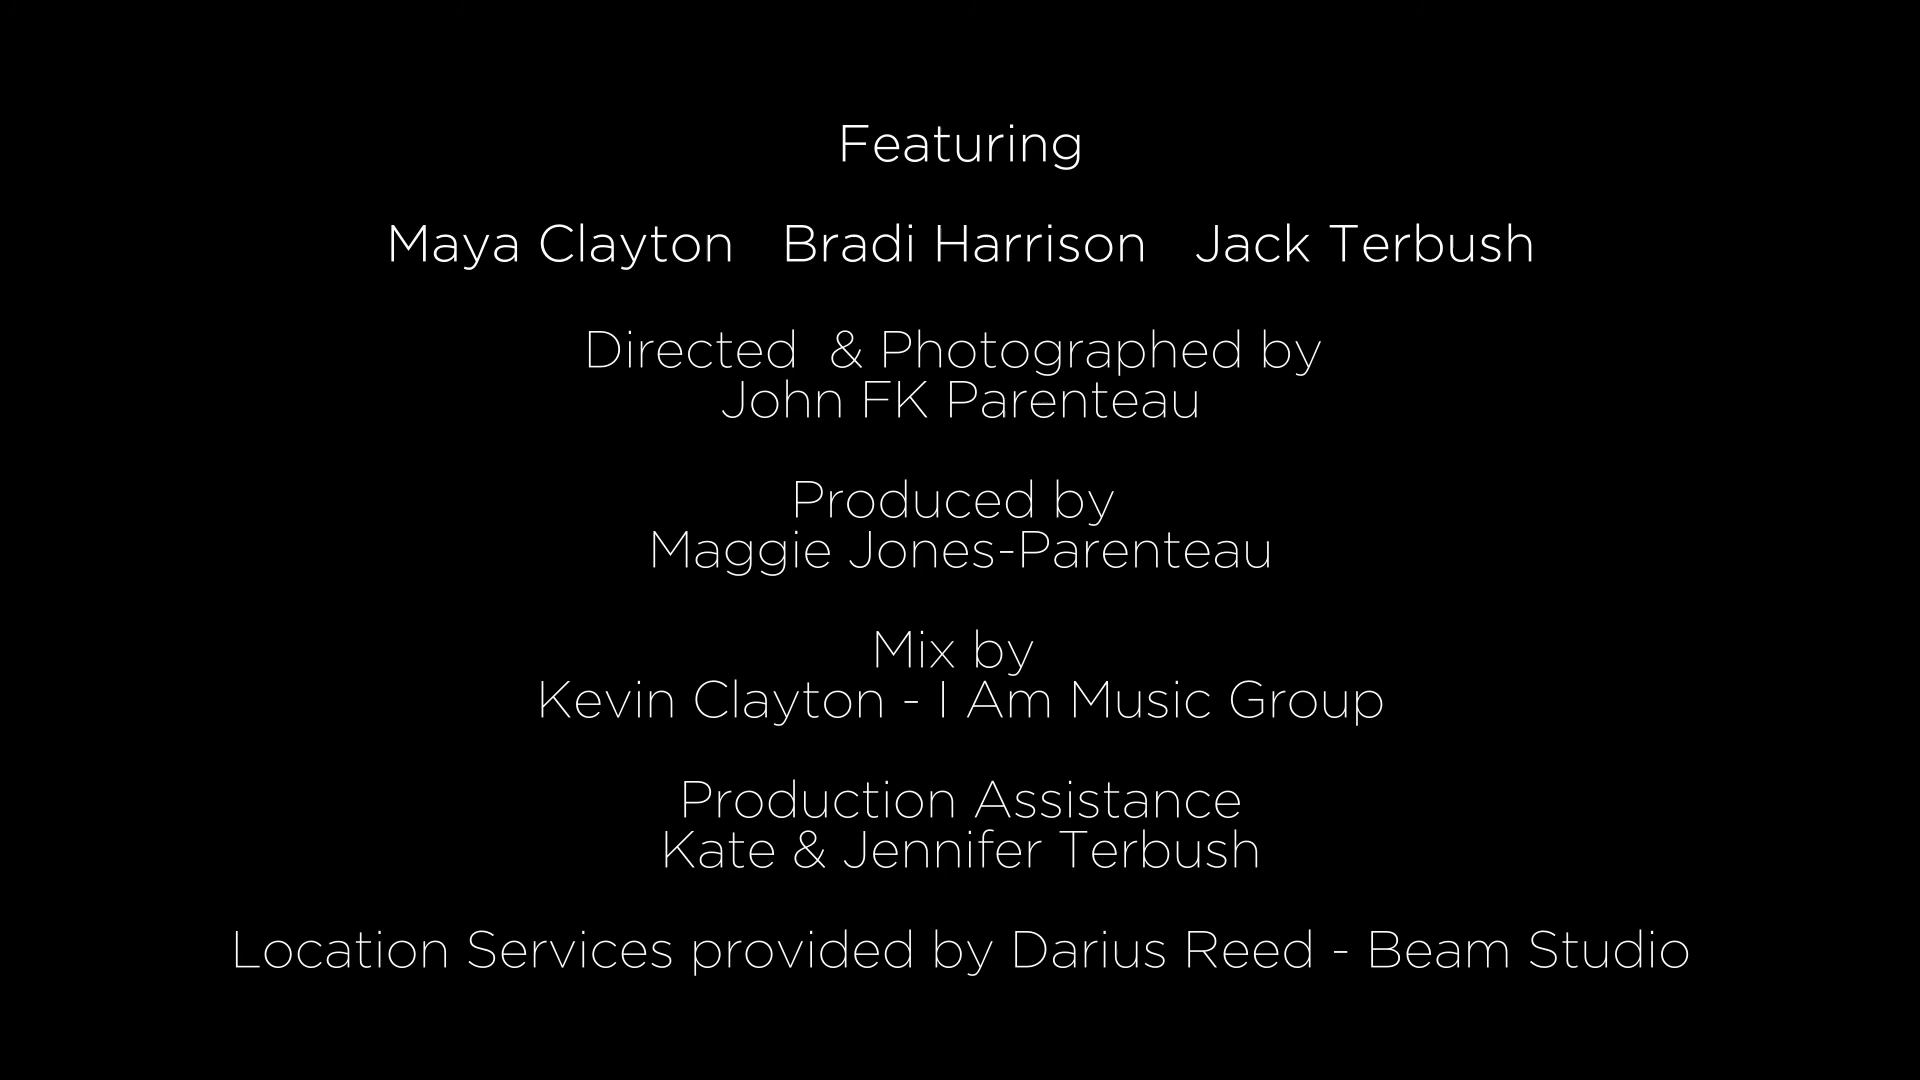 Featuring
Maya Clayton   Bradi Harrison   Jack Terbush
Directed  & Photographed by
John FK Parenteau
Produced by
Maggie Jones-Parenteau
Mix by
Kevin Clayton - I Am Music Group
Production Assistance
Kate & Jennifer Terbush
Location Services provided by Darius Reed - Beam Studio